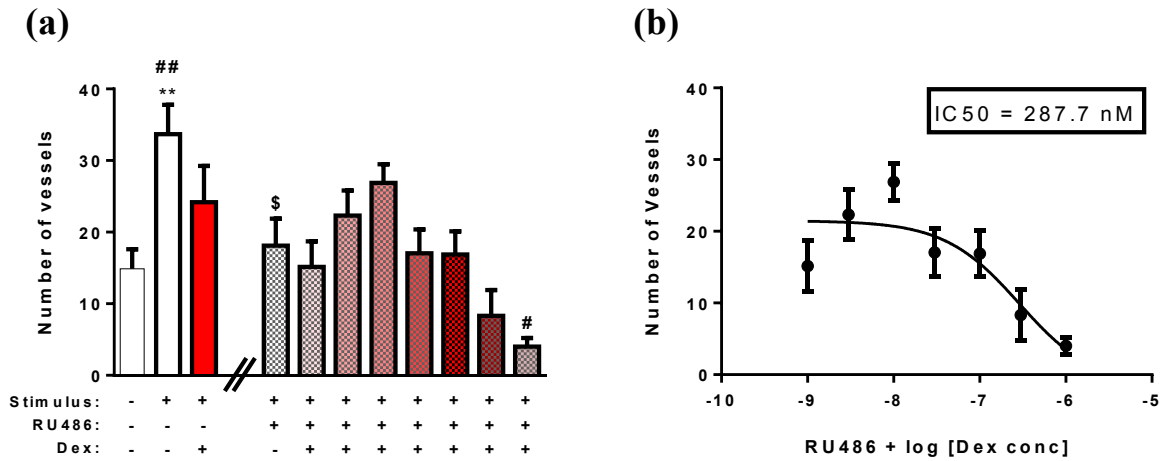 (a)
##
**
$
#
Number of vessels
40
30
20
10
0
Stimulus: - + + + + + + + + + +
RU486: - - - + + + + + + + +
Dex: - - + - + + + + + + +
(b)
IC50 = 287.7 nM
Number of Vessels
40
30
20
10
0
-10 -9 -8 -7 -6 -5
RU486 + log [Dex conc]